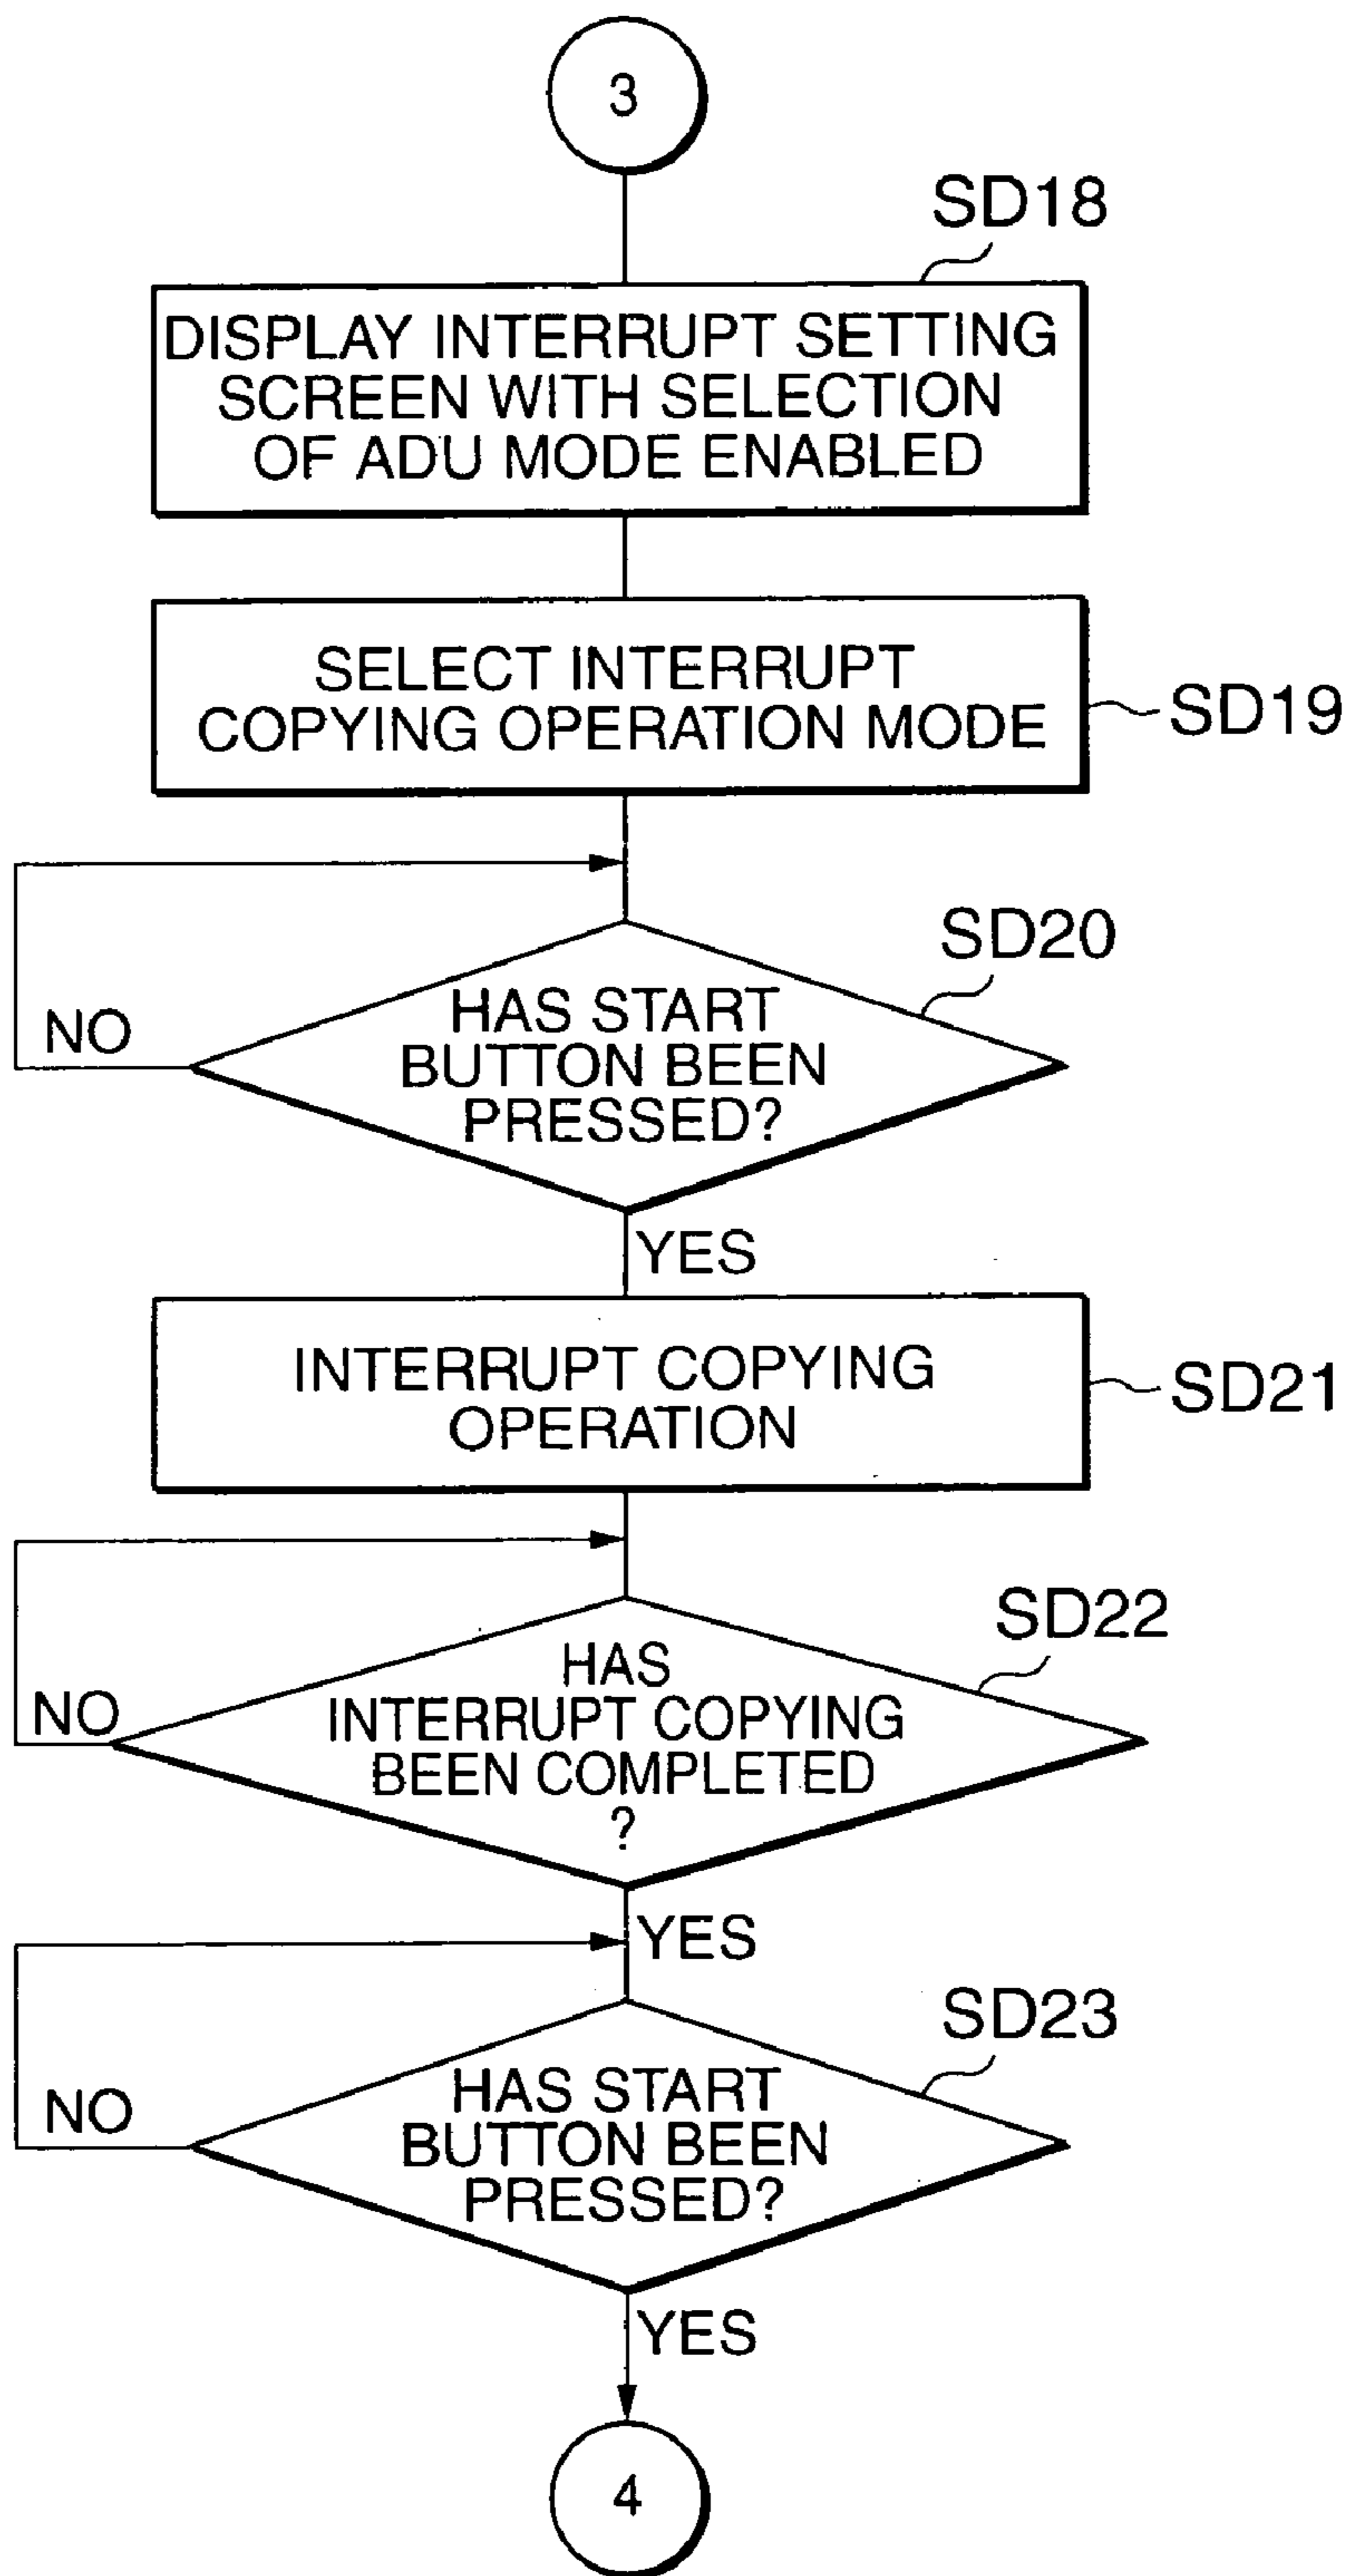 3
SD18
DISPLAY INTERRUPT SETTING
SCREEN WITH SELECTION
OF ADU MODE ENABLED
SELECT INTERRUPT
COPYING OPERATION MODE
SD19
SD20
HAS START
BUTTON BEEN
PRESSED?
NO
YES
INTERRUPT COPYING
OPERATION
SD21
SD22
HAS
INTERRUPT COPYING
BEEN COMPLETED
?
NO
YES
SD23
HAS START
BUTTON BEEN
PRESSED?
NO
YES
4